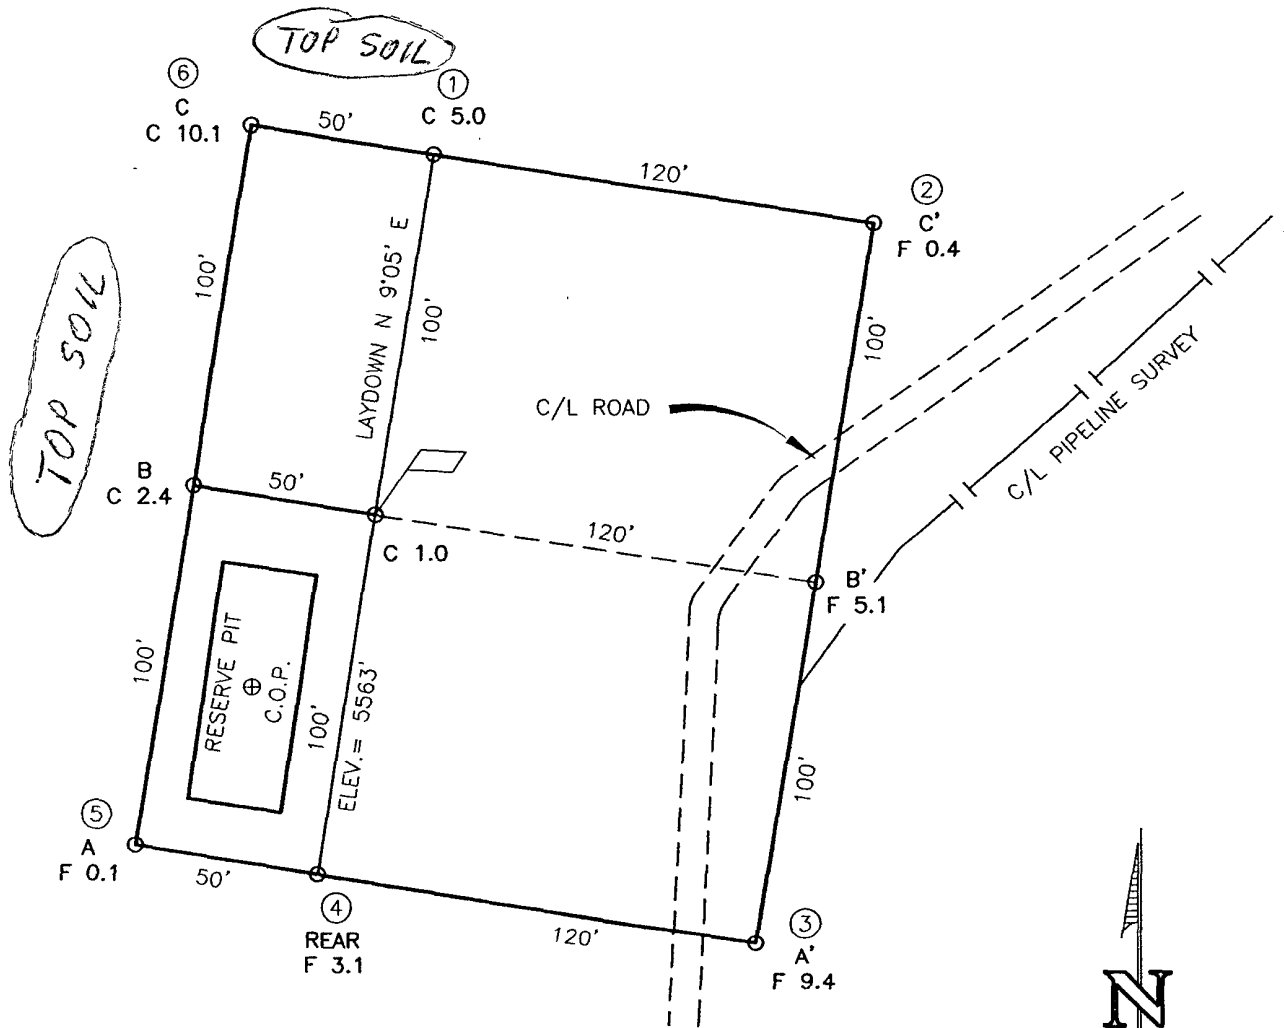 TOP SOIL
6
C
C 10.1
50'
1
C 5.0
120'
2
C'
F 0.4
100'
LAYDOWN N 9°05' E
100'
100'
TOP SOIL
C/L ROAD
C/L PIPELINE SURVEY
B
C 2.4
50'
C 1.0
120'
B'
F 5.1
100'
RESERVE PIT
C.O.P.
100'
ELEV.= 5563'
100'
5
A
F 0.1
50'
4
REAR
F 3.1
120'
3
A'
F 9.4
N